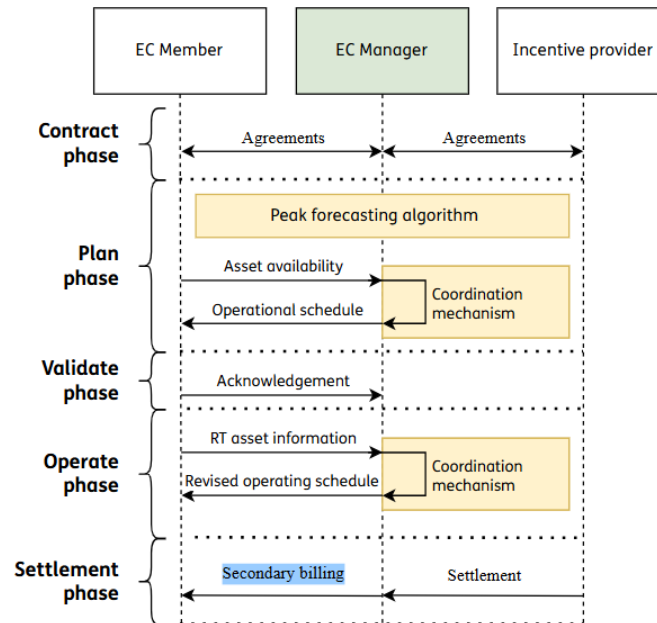 EC Member
EC Manager
Incentive provider
Contract
phase
Agreements
Agreements
Peak forecasting algorithm
Plan
phase
Asset availability
Operational schedule
Coordination
mechanism
Validate
phase
Acknowledgement
Operate
phase
RT asset information
Revised operating schedule
Coordination
mechanism
Settlement
phase
Secondary billing
Settlement